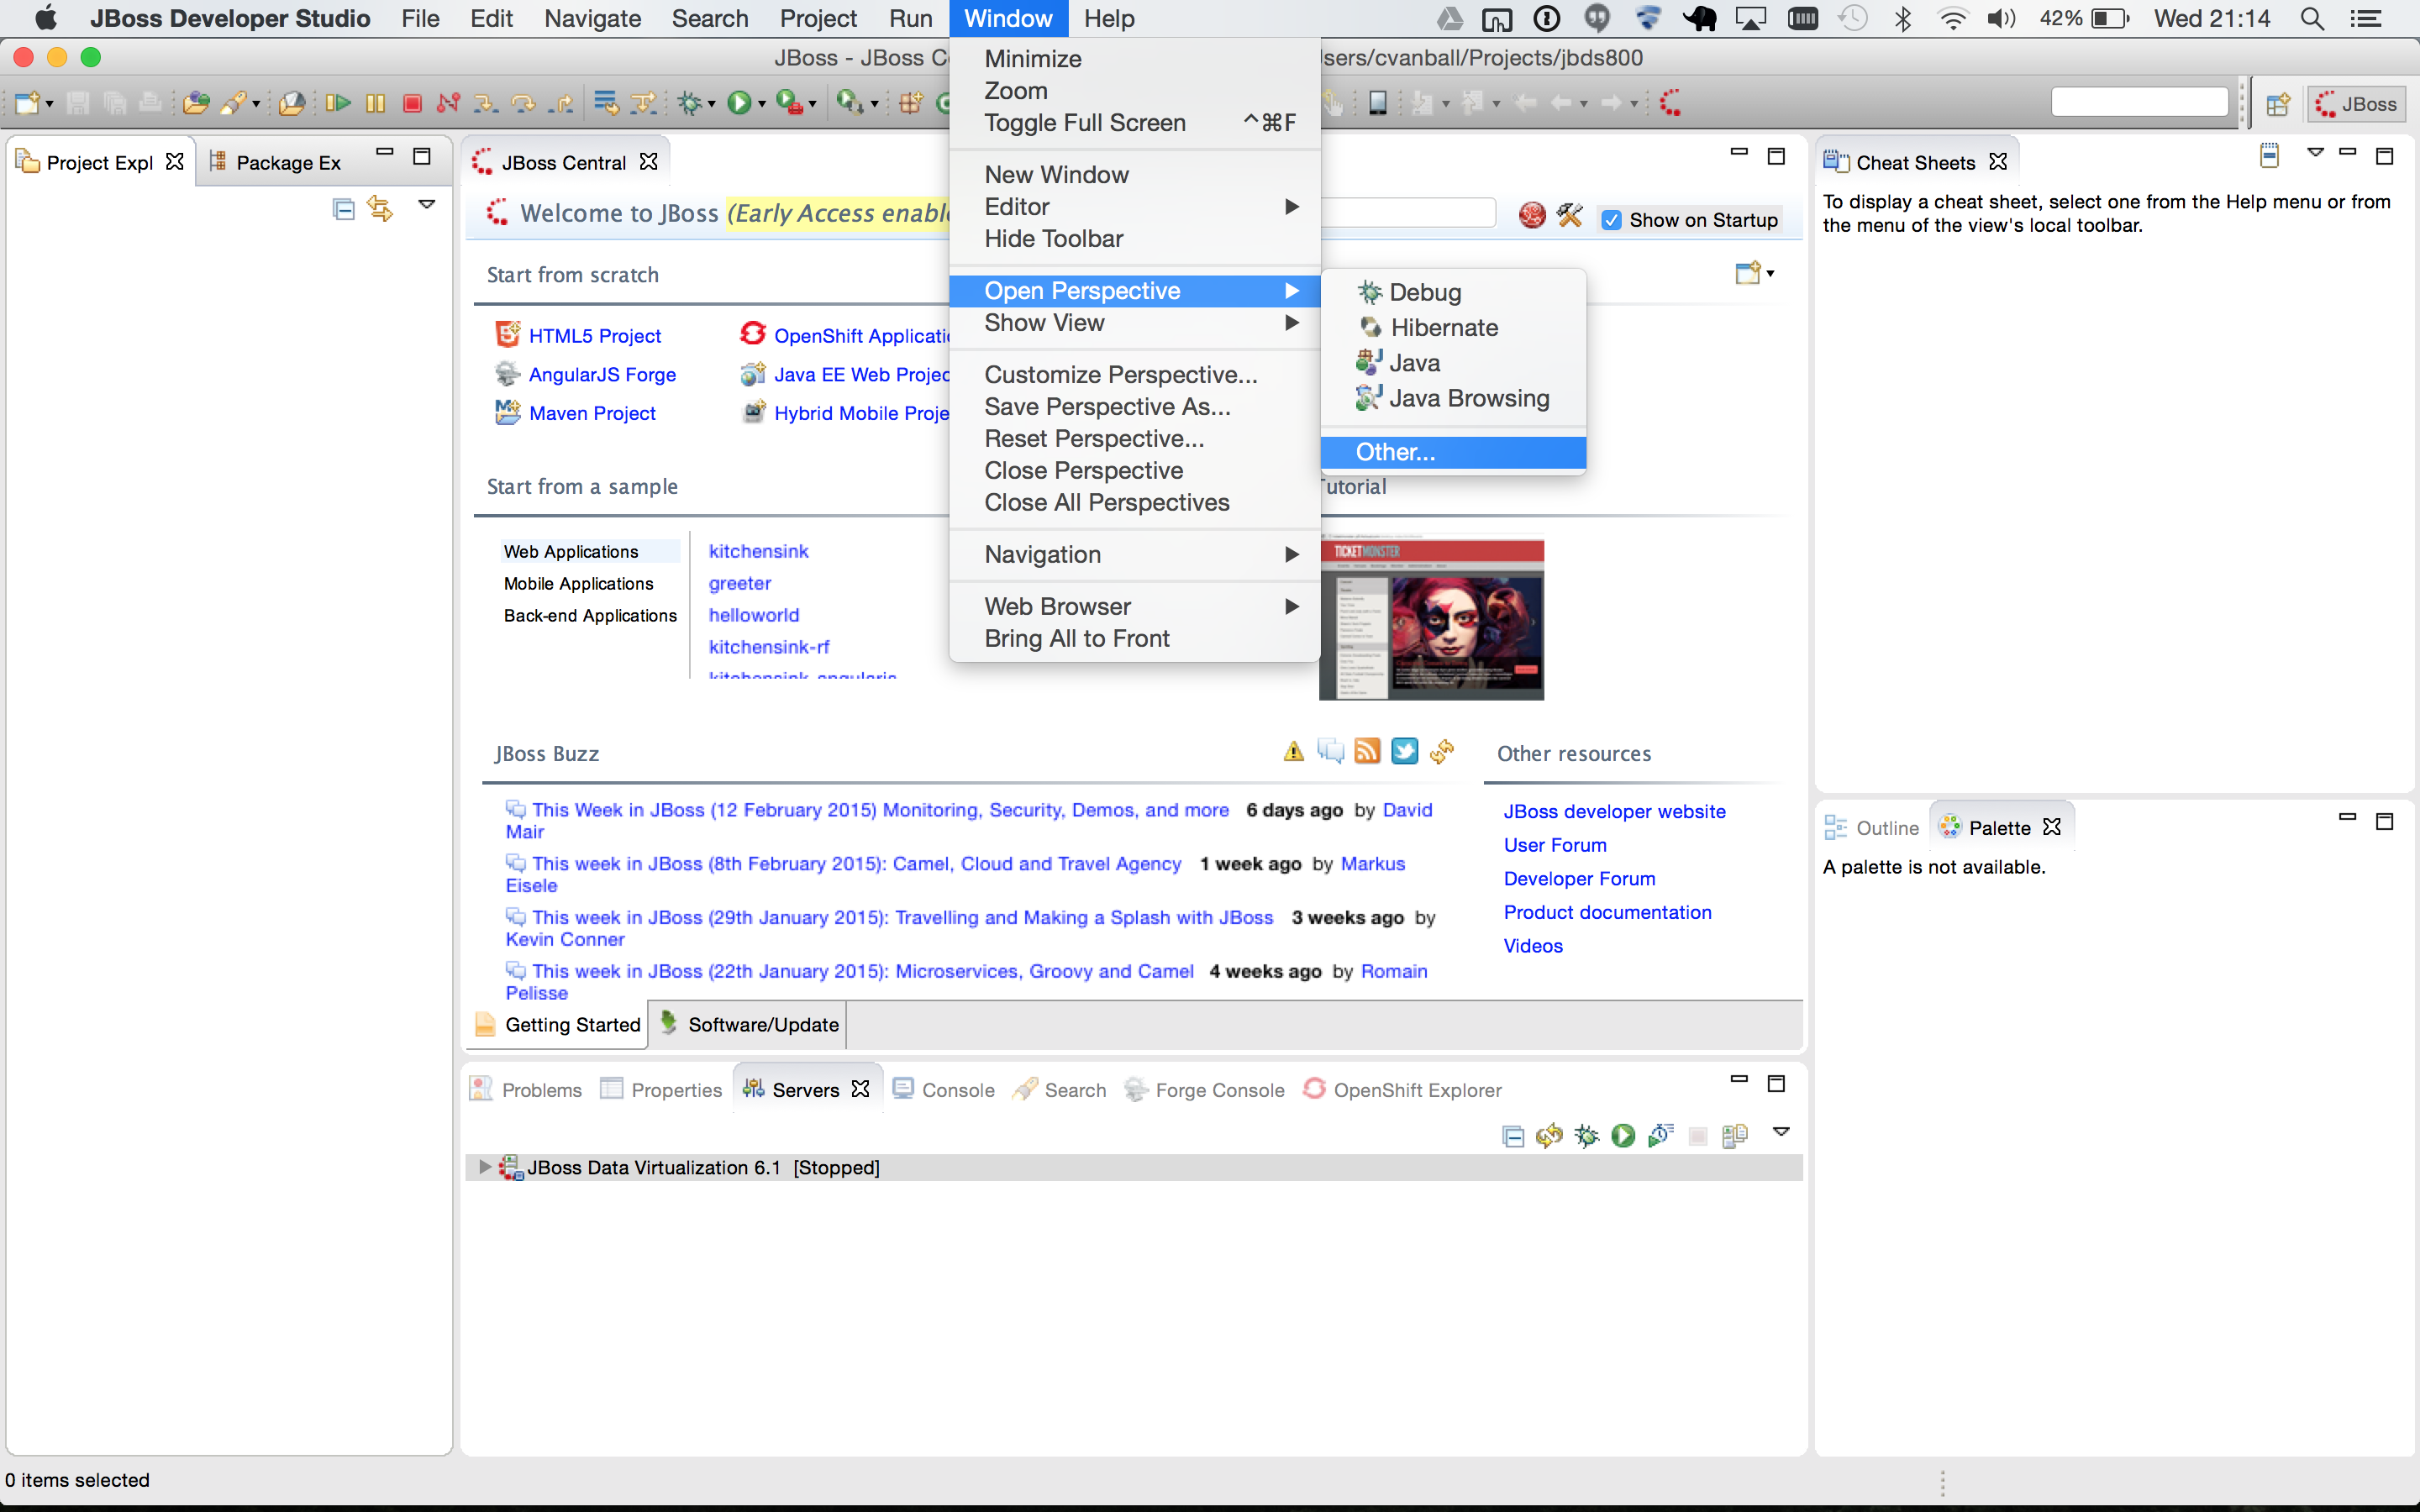 JBoss Developer Studio File Edit Navigate Search Project Run Window Help 42% Wed 21:14
JBoss - JBoss C sers/cvanball/Projects/jbds800
JBoss
Minimize
Zoom
Toggle Full Screen ^⌘F
New Window
Editor
Hide Toolbar
Open Perspective
Show View
Customize Perspective...
Save Perspective As...
Reset Perspective...
Close Perspective
Close All Perspectives
Navigation
Web Browser
Bring All to Front
Debug
Hibernate
Java
Java Browsing
Other...
Project Expl Package Ex
JBoss Central
Welcome to JBoss (Early Access enabl
Show on Startup
Start from scratch
HTML5 Project OpenShift Applicati
AngularJS Forge Java EE Web Projec
Maven Project Hybrid Mobile Proje
Start from a sample
Tutorial
Web Applications
Mobile Applications
Back-end Applications
kitchensink
greeter
helloworld
kitchensink-rf
kitchensink-angularjs
TICKETMONSTER
JBoss Buzz
This Week in JBoss (12 February 2015) Monitoring, Security, Demos, and more 6 days ago by David
Mair
This week in JBoss (8th February 2015): Camel, Cloud and Travel Agency 1 week ago by Markus
Eisele
This week in JBoss (29th January 2015): Travelling and Making a Splash with JBoss 3 weeks ago by
Kevin Conner
This week in JBoss (22th January 2015): Microservices, Groovy and Camel 4 weeks ago by Romain
Pelisse
Other resources
JBoss developer website
User Forum
Developer Forum
Product documentation
Videos
Getting Started Software/Update
Problems Properties Servers Console Search Forge Console OpenShift Explorer
JBoss Data Virtualization 6.1 [Stopped]
Cheat Sheets
To display a cheat sheet, select one from the Help menu or from
the menu of the view's local toolbar.
Outline Palette
A palette is not available.
0 items selected